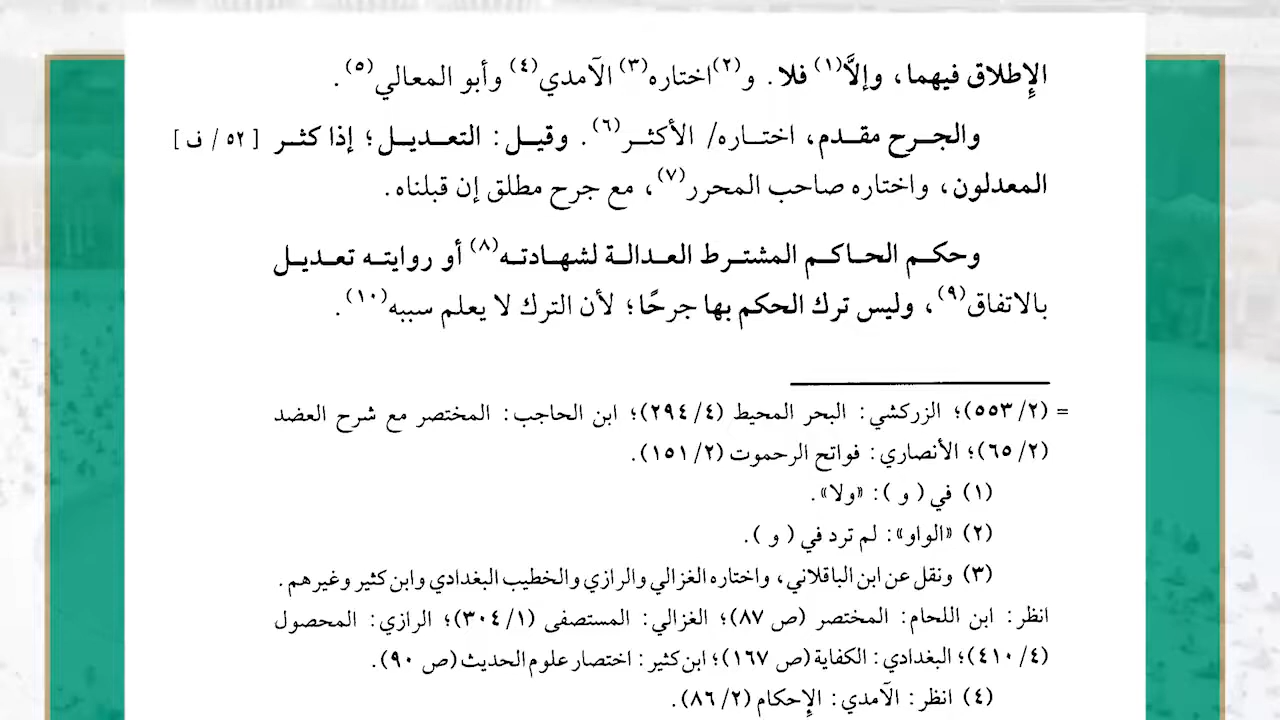 الإِطلاق فيهما، وإلاَّ(١) فلا. و(٢)اختاره(٣) الآمدي(٤) وأبو المعالي(٥).
والجرح مقدم، اختاره/ الأكثر(٦). وقيل: التعديل؛ إذا كثر [ ٥٢ / ف ]
المعدلون، واختاره صاحب المحرر(٧)، مع جرح مطلق إن قبلناه.
وحكم الحاكم المشترط العدالة لشهادته(٨) أو روايته تعديل
بالاتفاق(٩)، وليس ترك الحكم بها جرحًا؛ لأن الترك لا يعلم سببه(١٠).
= (٥٥٣/٢)؛ الزركشي: البحر المحيط (٢٩٤/٤)؛ ابن الحاجب: المختصر مع شرح العضد
(٦٥/٢)؛ الأنصاري: فواتح الرحموت (١٥١/٢).
(١) في ( و ): «ولا».
(٢) «الواو»: لم ترد في ( و ).
(٣) ونقل عن ابن الباقلاني، واختاره الغزالي والرازي والخطيب البغدادي وابن كثير وغيرهم.
انظر: ابن اللحام: المختصر (ص ٨٧)؛ الغزالي: المستصفى (٣٠٤/١)؛ الرازي: المحصول
(٤١٠/٤)؛ البغدادي: الكفاية (ص ١٦٧)؛ ابن كثير: اختصار علوم الحديث (ص ٩٠).
(٤) انظر: الآمدي: الإِحكام (٨٦/٢).